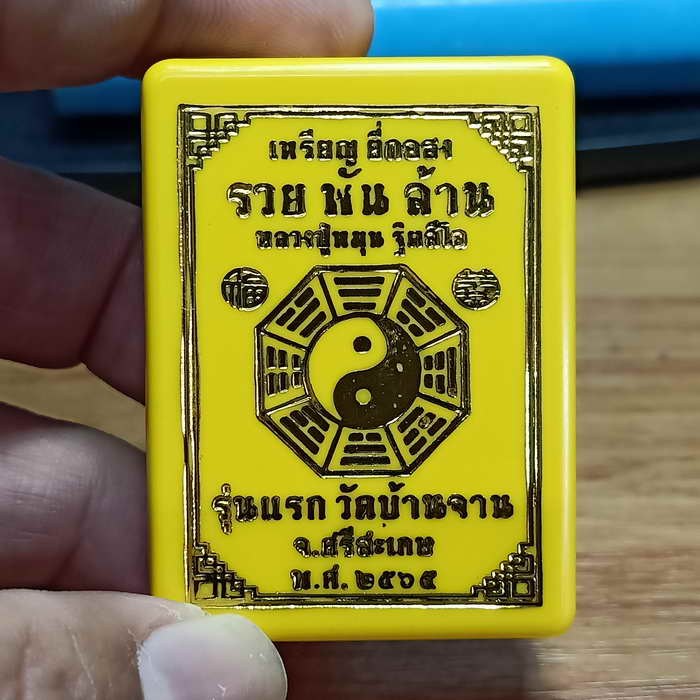 เหรียญ ยี่กอฮง
รวย พัน ล้าน
หลวงปู่หมุน ฐิตสีโล
福
รุ่นแรก วัดบ้านจาน
จ.ศรีสะเกษ
พ.ศ. ๒๕๖๕